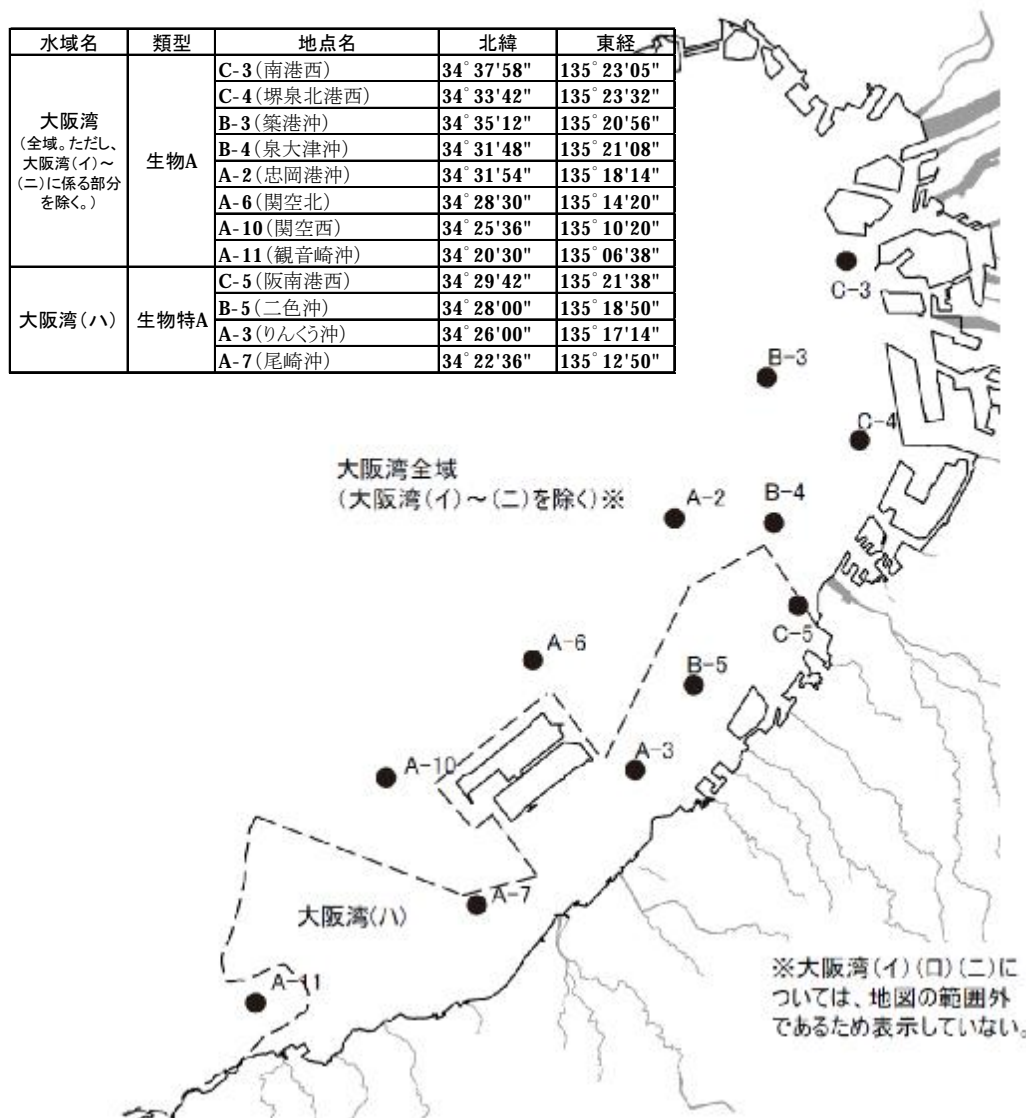 水域名 類型 地点名 北緯 東経
大阪湾
(全域。ただし、
大阪湾(イ)～
(ニ)に係る部分
を除く。)
生物A
C-3(南港西) 34°37'58" 135°23'05"
C-4(堺泉北港西) 34°33'42" 135°23'32"
B-3(築港沖) 34°35'12" 135°20'56"
B-4(泉大津沖) 34°31'48" 135°21'08"
A-2(忠岡港沖) 34°31'54" 135°18'14"
A-6(関空北) 34°28'30" 135°14'20"
A-10(関空西) 34°25'36" 135°10'20"
A-11(観音崎沖) 34°20'30" 135°06'38"
大阪湾(ハ) 生物特A
C-5(阪南港西) 34°29'42" 135°21'38"
B-5(二色沖) 34°28'00" 135°18'50"
A-3(りんくう沖) 34°26'00" 135°17'14"
A-7(尾崎沖) 34°22'36" 135°12'50"
C-3
B-3
C-4
大阪湾全域
(大阪湾(イ)～(ニ)を除く)※
A-2
B-4
C-5
A-6
B-5
A-3
A-10
A-7
大阪湾(ハ)
A-11
※大阪湾(イ)(ロ)(ニ)に
ついては、地図の範囲外
であるため表示していない。